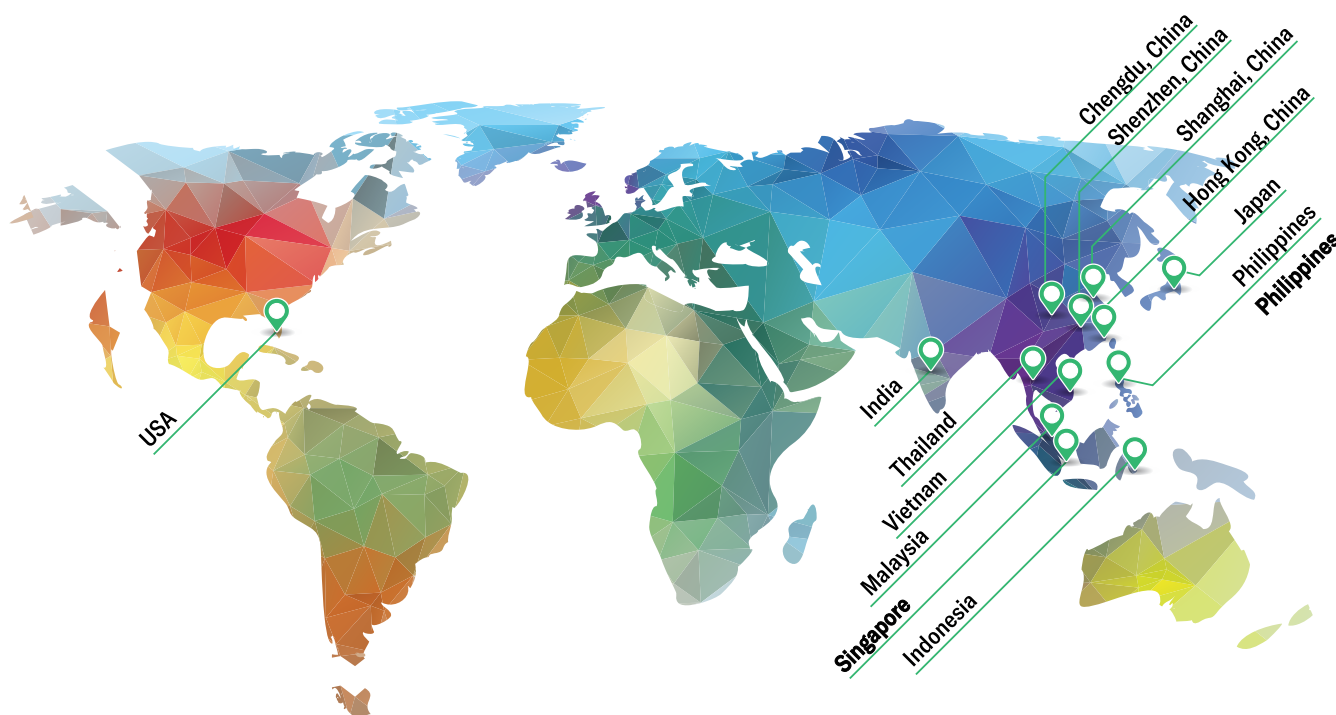 Chengdu, China
Shenzhen, China
Shanghai, China
Hong Kong, China
Japan
Philippines
Philippines
USA
India
Thailand
Vietnam
Malaysia
Singapore
Indonesia